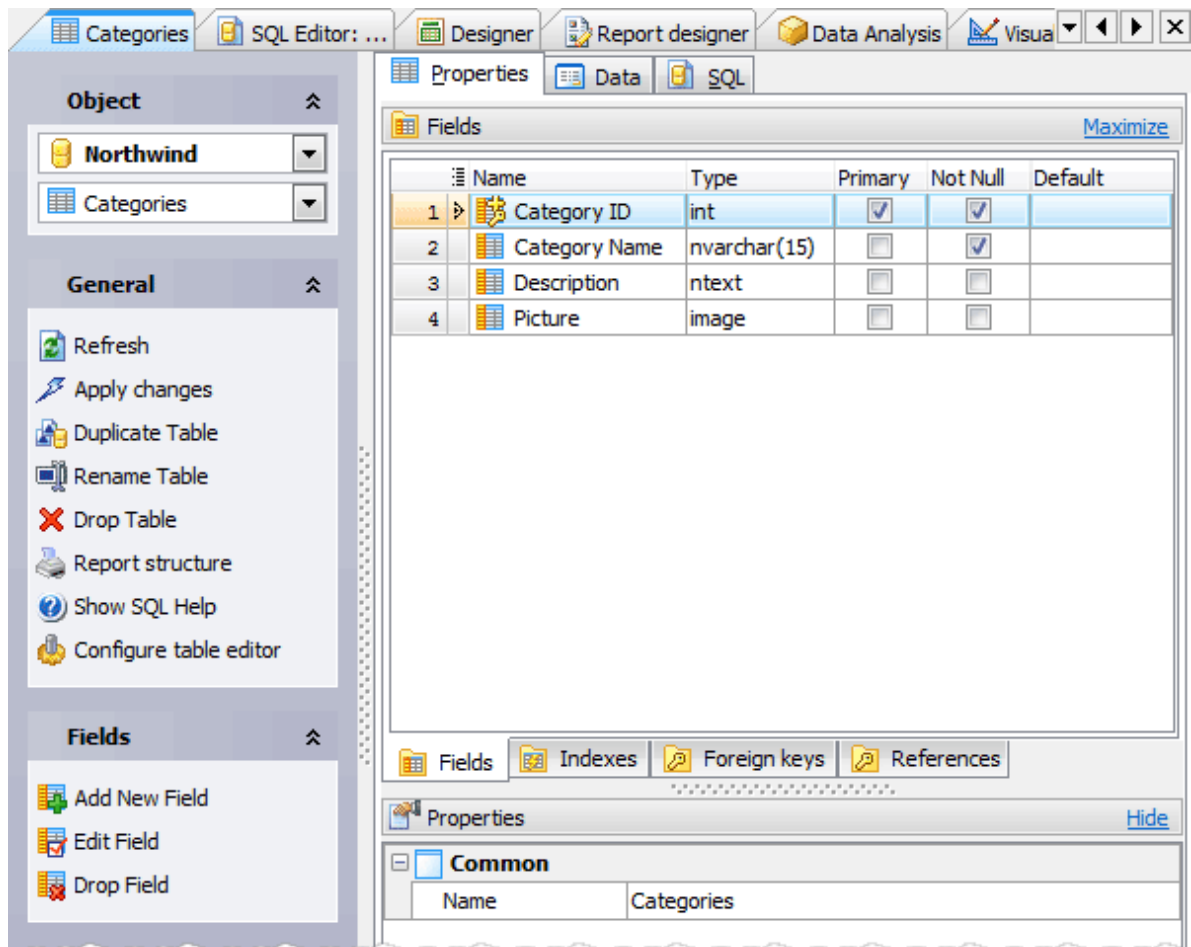 Categories SQL Editor: ... Designer Report designer Data Analysis Visua
Object
Northwind
Categories
General
Refresh
Apply changes
Duplicate Table
Rename Table
Drop Table
Report structure
Show SQL Help
Configure table editor
Fields
Add New Field
Edit Field
Drop Field
Properties Data SQL
Fields Maximize
Name Type Primary Not Null Default
1 Category ID int
2 Category Name nvarchar(15)
3 Description ntext
4 Picture image
Fields Indexes Foreign keys References
Properties Hide
Common
Name Categories